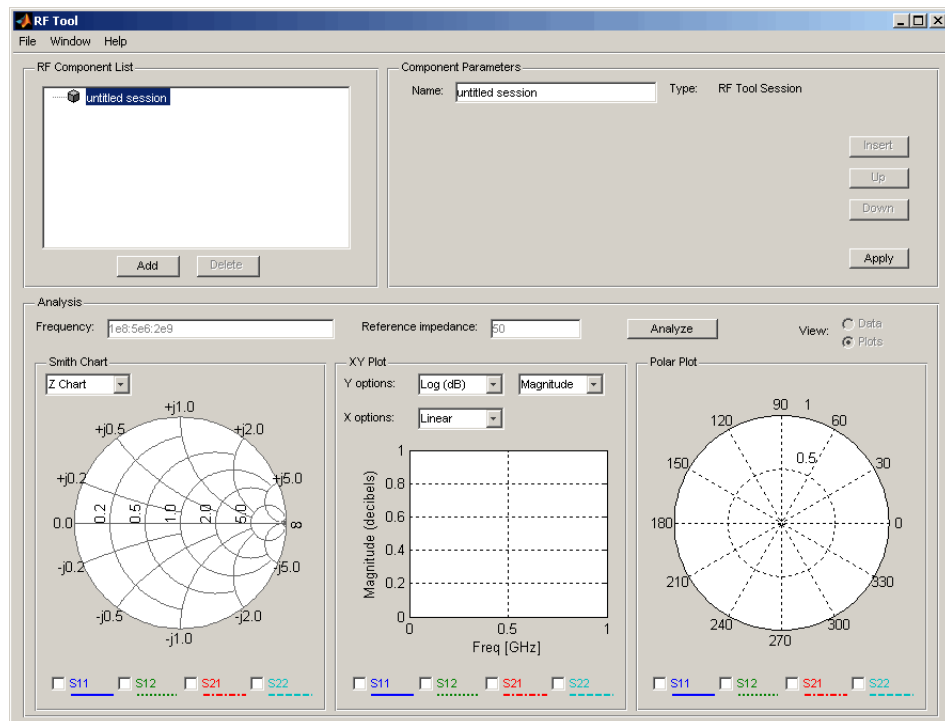 RF Tool
File Window Help
RF Component List
untitled session
Add Delete
Component Parameters
Name: untitled session Type: RF Tool Session
Insert
Up
Down
Apply
Analysis
Frequency: 1e8:5e6:2e9 Reference impedance: 50 Analyze View: Data
Plots
Smith Chart
Z Chart
+j1.0
+j0.5 +j2.0
+j0.2 +j5.0
0.0 0.2 0.5 1.0 2.0 5.0 ∞
-j0.2 -j5.0
-j0.5 -j2.0
-j1.0
S11 S12 S21 S22
XY Plot
Y options: Log (dB) Magnitude
X options: Linear
Magnitude (decibels)
1
0.8
0.6
0.4
0.2
0
0 0.5 1
Freq [GHz]
S11 S12 S21 S22
Polar Plot
90 1
120 60
150 0.5 30
180 0
210 330
240 300
270
S11 S12 S21 S22